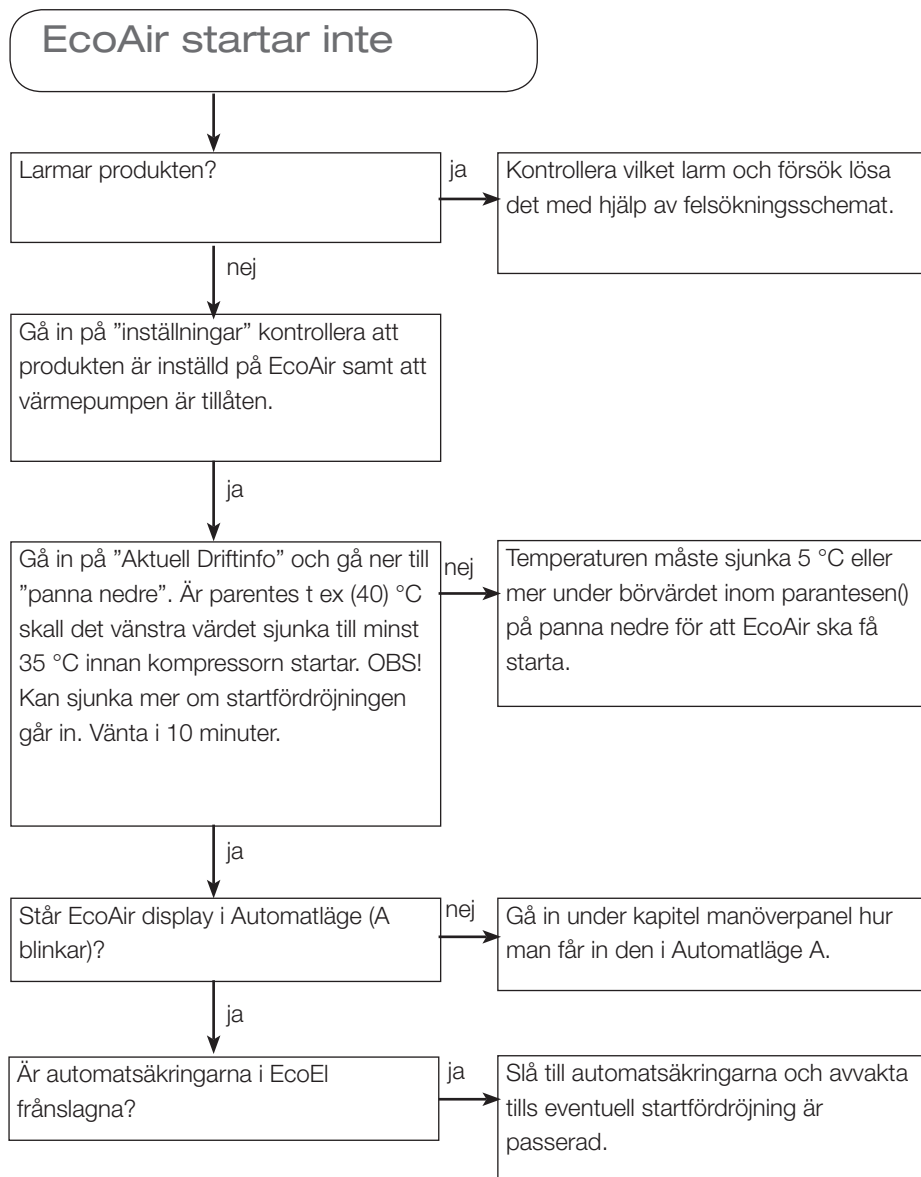 EcoAir startar inte
Larmar produkten?
ja
Kontrollera vilket larm och försök lösa
det med hjälp av felsökningsschemat.
nej
Gå in på ”inställningar” kontrollera att
produkten är inställd på EcoAir samt att
värmepumpen är tillåten.
ja
Gå in på ”Aktuell Driftinfo” och gå ner till
”panna nedre”. Är parentes t ex (40) °C
skall det vänstra värdet sjunka till minst
35 °C innan kompressorn startar. OBS!
Kan sjunka mer om startfördröjningen
går in. Vänta i 10 minuter.
nej
Temperaturen måste sjunka 5 °C eller
mer under börvärdet inom parantesen()
på panna nedre för att EcoAir ska få
starta.
ja
Står EcoAir display i Automatläge (A
blinkar)?
nej
Gå in under kapitel manöverpanel hur
man får in den i Automatläge A.
ja
Är automatsäkringarna i EcoEl
frånslagna?
ja
Slå till automatsäkringarna och avvakta
tills eventuell startfördröjning är
passerad.